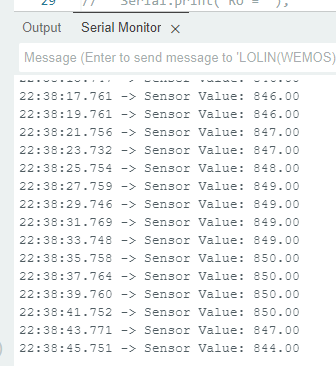 29 // Serial.print("R0 = ");
Output Serial Monitor ×
Message (Enter to send message to 'LOLIN(WEMOS)
22:38:17.761 -> Sensor Value: 846.00
22:38:19.761 -> Sensor Value: 846.00
22:38:21.756 -> Sensor Value: 847.00
22:38:23.732 -> Sensor Value: 847.00
22:38:25.754 -> Sensor Value: 848.00
22:38:27.759 -> Sensor Value: 849.00
22:38:29.746 -> Sensor Value: 849.00
22:38:31.769 -> Sensor Value: 849.00
22:38:33.748 -> Sensor Value: 849.00
22:38:35.758 -> Sensor Value: 850.00
22:38:37.764 -> Sensor Value: 850.00
22:38:39.760 -> Sensor Value: 850.00
22:38:41.752 -> Sensor Value: 850.00
22:38:43.771 -> Sensor Value: 847.00
22:38:45.751 -> Sensor Value: 844.00